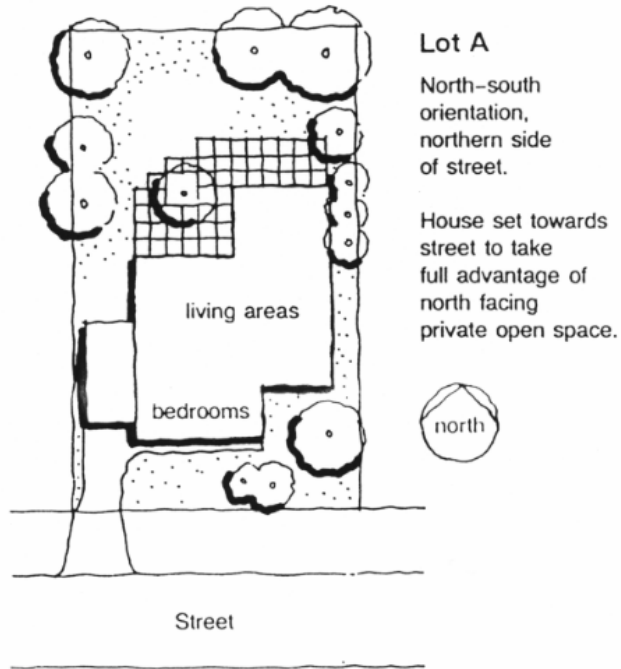 Lot A
North-south
orientation,
northern side
of street.
House set towards
street to take
full advantage of
north facing
private open space.
living areas
bedrooms
north
Street